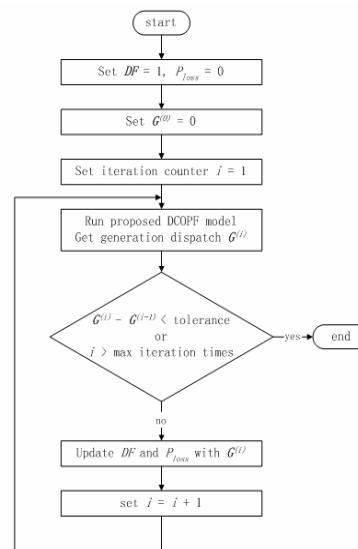 start
Set DF = 1, P_loss = 0
Set G^(0) = 0
Set iteration counter i = 1
Run proposed DCOPF model
Get generation dispatch G^(i)
G^(i) - G^(i-1) < tolerance
or
i > max iteration times
yes
end
no
Update DF and P_loss with G^(i)
set i = i + 1